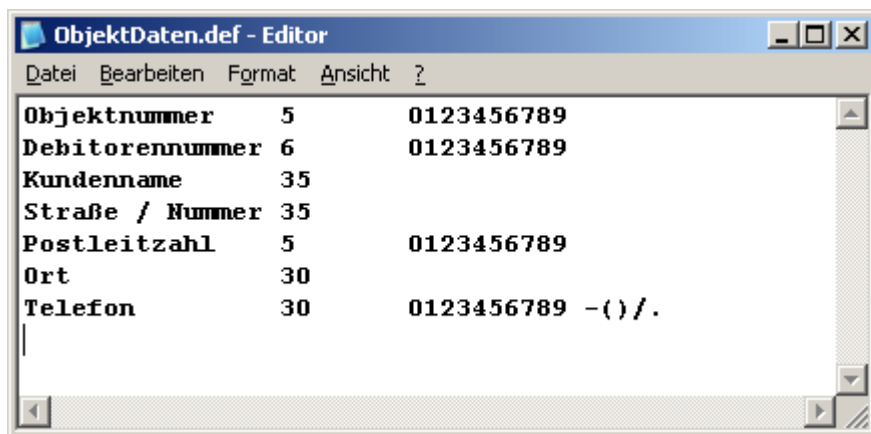 ObjektDaten.def - Editor
Datei Bearbeiten Format Ansicht ?
Objektnummer 5 0123456789
Debitorennummer 6 0123456789
Kundenname 35
Straße / Nummer 35
Postleitzahl 5 0123456789
Ort 30
Telefon 30 0123456789 -()/.